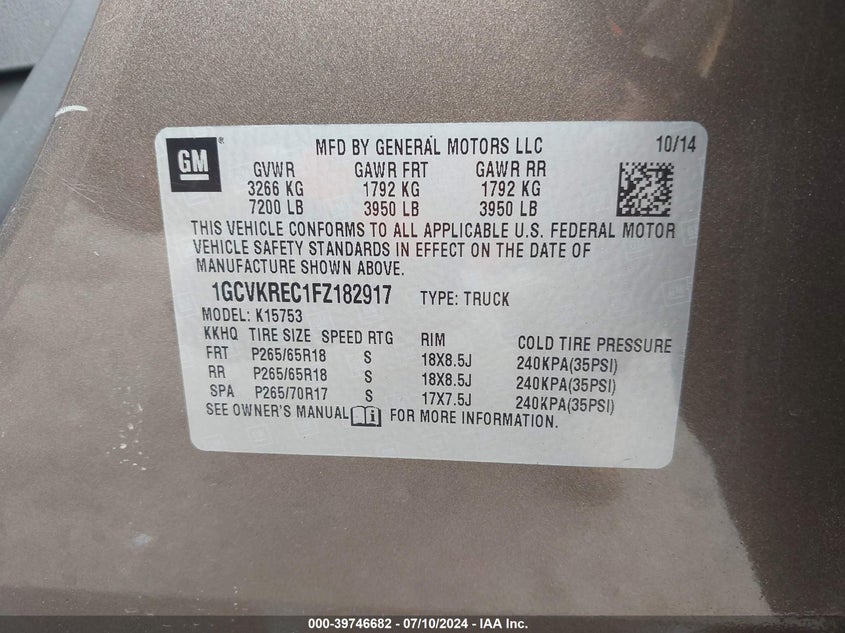 GM
®
MFD BY GENERAL MOTORS LLC 10/14
GVWR GAWR FRT GAWR RR
3266 KG 1792 KG 1792 KG
7200 LB 3950 LB 3950 LB
THIS VEHICLE CONFORMS TO ALL APPLICABLE U.S. FEDERAL MOTOR
VEHICLE SAFETY STANDARDS IN EFFECT ON THE DATE OF
MANUFACTURE SHOWN ABOVE.
1GCVKREC1FZ182917 TYPE: TRUCK
MODEL: K15753
KKHQ TIRE SIZE SPEED RTG RIM COLD TIRE PRESSURE
FRT P265/65R18 S 18X8.5J 240KPA(35PSI)
RR P265/65R18 S 18X8.5J 240KPA(35PSI)
SPA P265/70R17 S 17X7.5J 240KPA(35PSI)
SEE OWNER'S MANUAL FOR MORE INFORMATION.
000-39746682 - 07/10/2024 - IAA Inc.